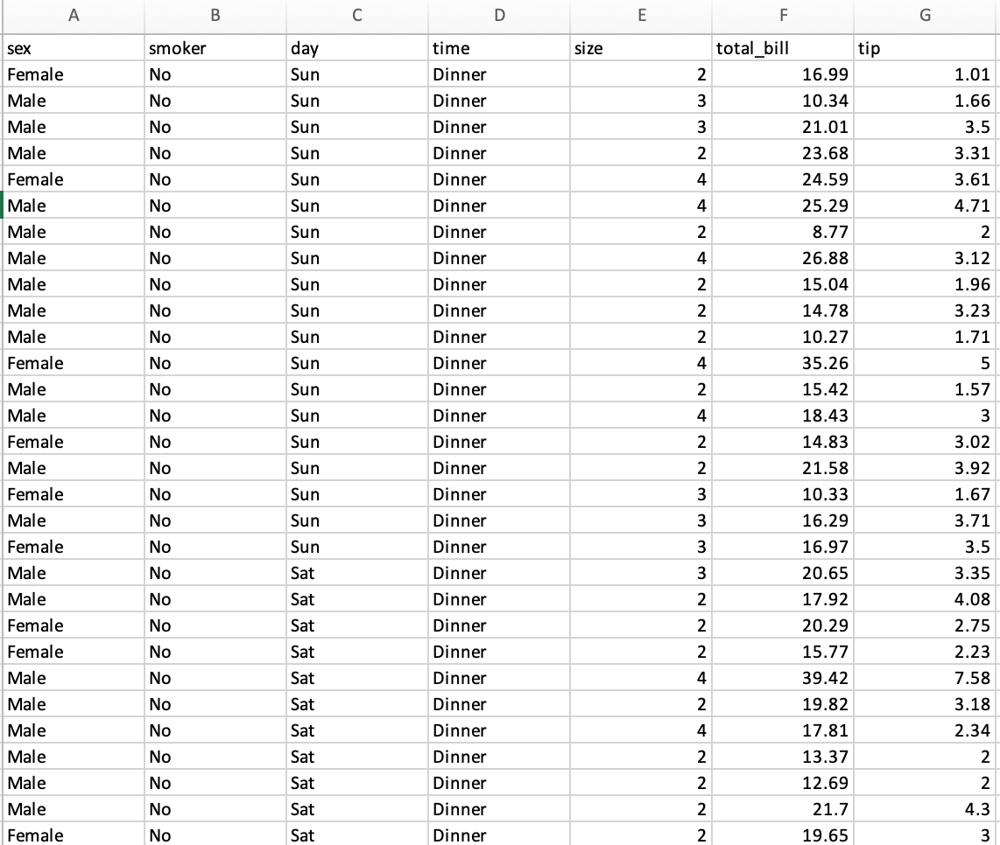 A B C D E F G
sex smoker day time size total_bill tip
Female No Sun Dinner 2 16.99 1.01
Male No Sun Dinner 3 10.34 1.66
Male No Sun Dinner 3 21.01 3.5
Male No Sun Dinner 2 23.68 3.31
Female No Sun Dinner 4 24.59 3.61
Male No Sun Dinner 4 25.29 4.71
Male No Sun Dinner 2 8.77 2
Male No Sun Dinner 4 26.88 3.12
Male No Sun Dinner 2 15.04 1.96
Male No Sun Dinner 2 14.78 3.23
Male No Sun Dinner 2 10.27 1.71
Female No Sun Dinner 4 35.26 5
Male No Sun Dinner 2 15.42 1.57
Male No Sun Dinner 4 18.43 3
Female No Sun Dinner 2 14.83 3.02
Male No Sun Dinner 2 21.58 3.92
Female No Sun Dinner 3 10.33 1.67
Male No Sun Dinner 3 16.29 3.71
Female No Sun Dinner 3 16.97 3.5
Male No Sat Dinner 3 20.65 3.35
Male No Sat Dinner 2 17.92 4.08
Female No Sat Dinner 2 20.29 2.75
Female No Sat Dinner 2 15.77 2.23
Male No Sat Dinner 4 39.42 7.58
Male No Sat Dinner 2 19.82 3.18
Male No Sat Dinner 4 17.81 2.34
Male No Sat Dinner 2 13.37 2
Male No Sat Dinner 2 12.69 2
Male No Sat Dinner 2 21.7 4.3
Female No Sat Dinner 2 19.65 3